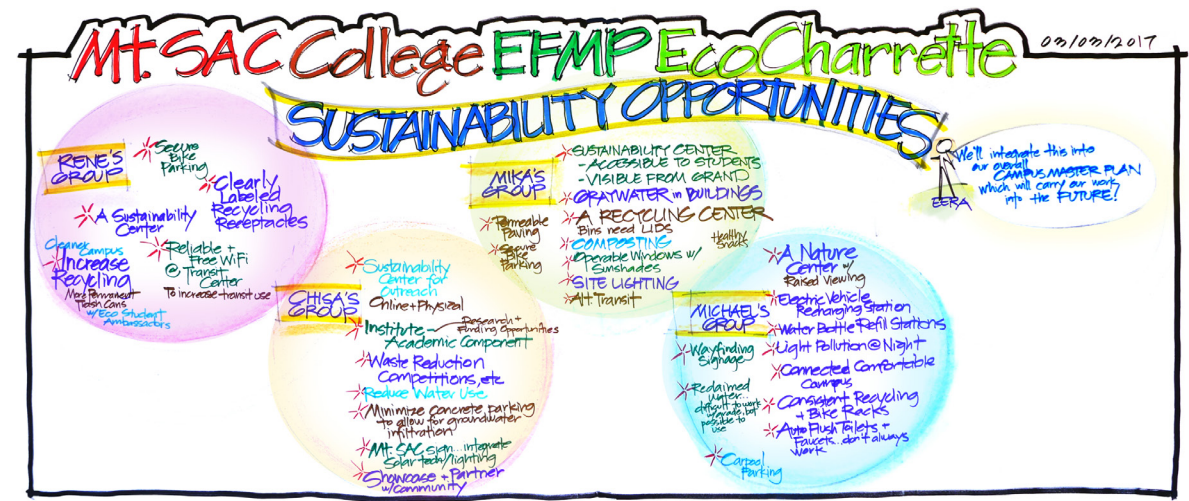 Mt. SAC College EFMP EcoCharrette
03/03/2017
SUSTAINABILITY OPPORTUNITIES
RENE'S
GROUP
Secure
Bike
Parking
Clearly
Labeled
Recycling
Receptacles
A Sustainability
Center
Cleaner
Campus
Increase
Recycling
More Permanent
Trash Cans
w/Eco Student
Ambassadors
Reliable +
Free WiFi
@ Transit
Center
To increase transit use
CHISA'S
GROUP
Sustainability
Center for
Outreach
Online + Physical
Institute
Academic Component
Research +
Funding Opportunities
Waste Reduction
Competitions, etc
Reduce Water Use
Minimize concrete parking
to allow for groundwater
infiltration
Mt. SAC sign... integrate
Solar tech/lighting
Showcase + Partner
w/Community
MIKA'S
GROUP
SUSTAINABILITY CENTER
- ACCESSIBLE TO STUDENTS
- VISIBLE FROM GRAND
GRAYWATER in BUILDINGS
A RECYCLING CENTER
Bins need LIDS
COMPOSTING
Operable Windows w/
Sunshades
SITE LIGHTING
Alt Transit
Permeable
Paving
Secure
Bike
Parking
Healthy
Snacks
MICHAEL'S
GROUP
A Nature
Center w/
Raised Viewing
Electric Vehicle
Recharging Station
Water Bottle Refil Stations
Light Pollution @ Night
Connected Comfortable
Campus
Consistent Recycling
+ Bike Racks
Auto Flush Toilets +
Faucets... don't always
work
Wayfinding
Signage
Reclaimed
Water...
difficult to work
w/grade, but
possible to
use
Carpool
Parking
EERA
We'll integrate this into
our overall
CAMPUS MASTER PLAN
which will carry our work
into the FUTURE!